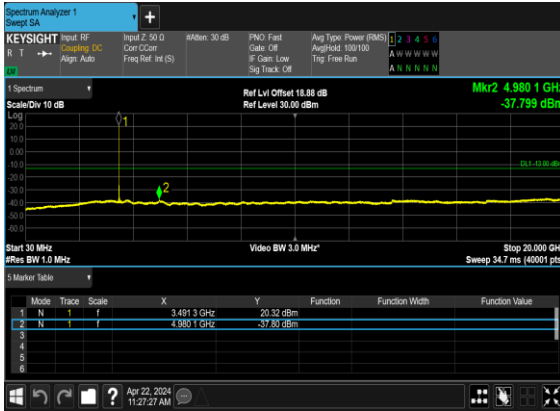 Spectrum Analyzer 1
Swept SA
+
KEYSIGHT Input: RF Input Z: 50 Ω #Atten: 30 dB PNO: Fast Avg Type: Power (RMS) 1 2 3 4 5 6
R T Coupling: DC Corr CCorr Gate: Off Avg|Hold: 100/100 A W W W W W
Align: Auto Freq Ref: Int (S) IF Gain: Low Trig: Free Run
Sig Track: Off A N N N N N
1 Spectrum Ref Lvl Offset 18.88 dB Mkr2 4.980 1 GHz
Scale/Div 10 dB Ref Level 30.00 dBm -37.799 dBm
Log
20.0
10.0
0.00
-10.0
-20.0
-30.0
-40.0
-50.0
-60.0
1
2
DL1 -13.00 dBm
Start 30 MHz Video BW 3.0 MHz* Stop 20.000 GHz
#Res BW 1.0 MHz Sweep 34.7 ms (40001 pts)
5 Marker Table
Mode Trace Scale X Y Function Function Width Function Value
1 N 1 f 3.491 3 GHz 20.32 dBm
2 N 1 f 4.980 1 GHz -37.80 dBm
3
4
5
6
? Apr 22, 2024
11:27:27 AM